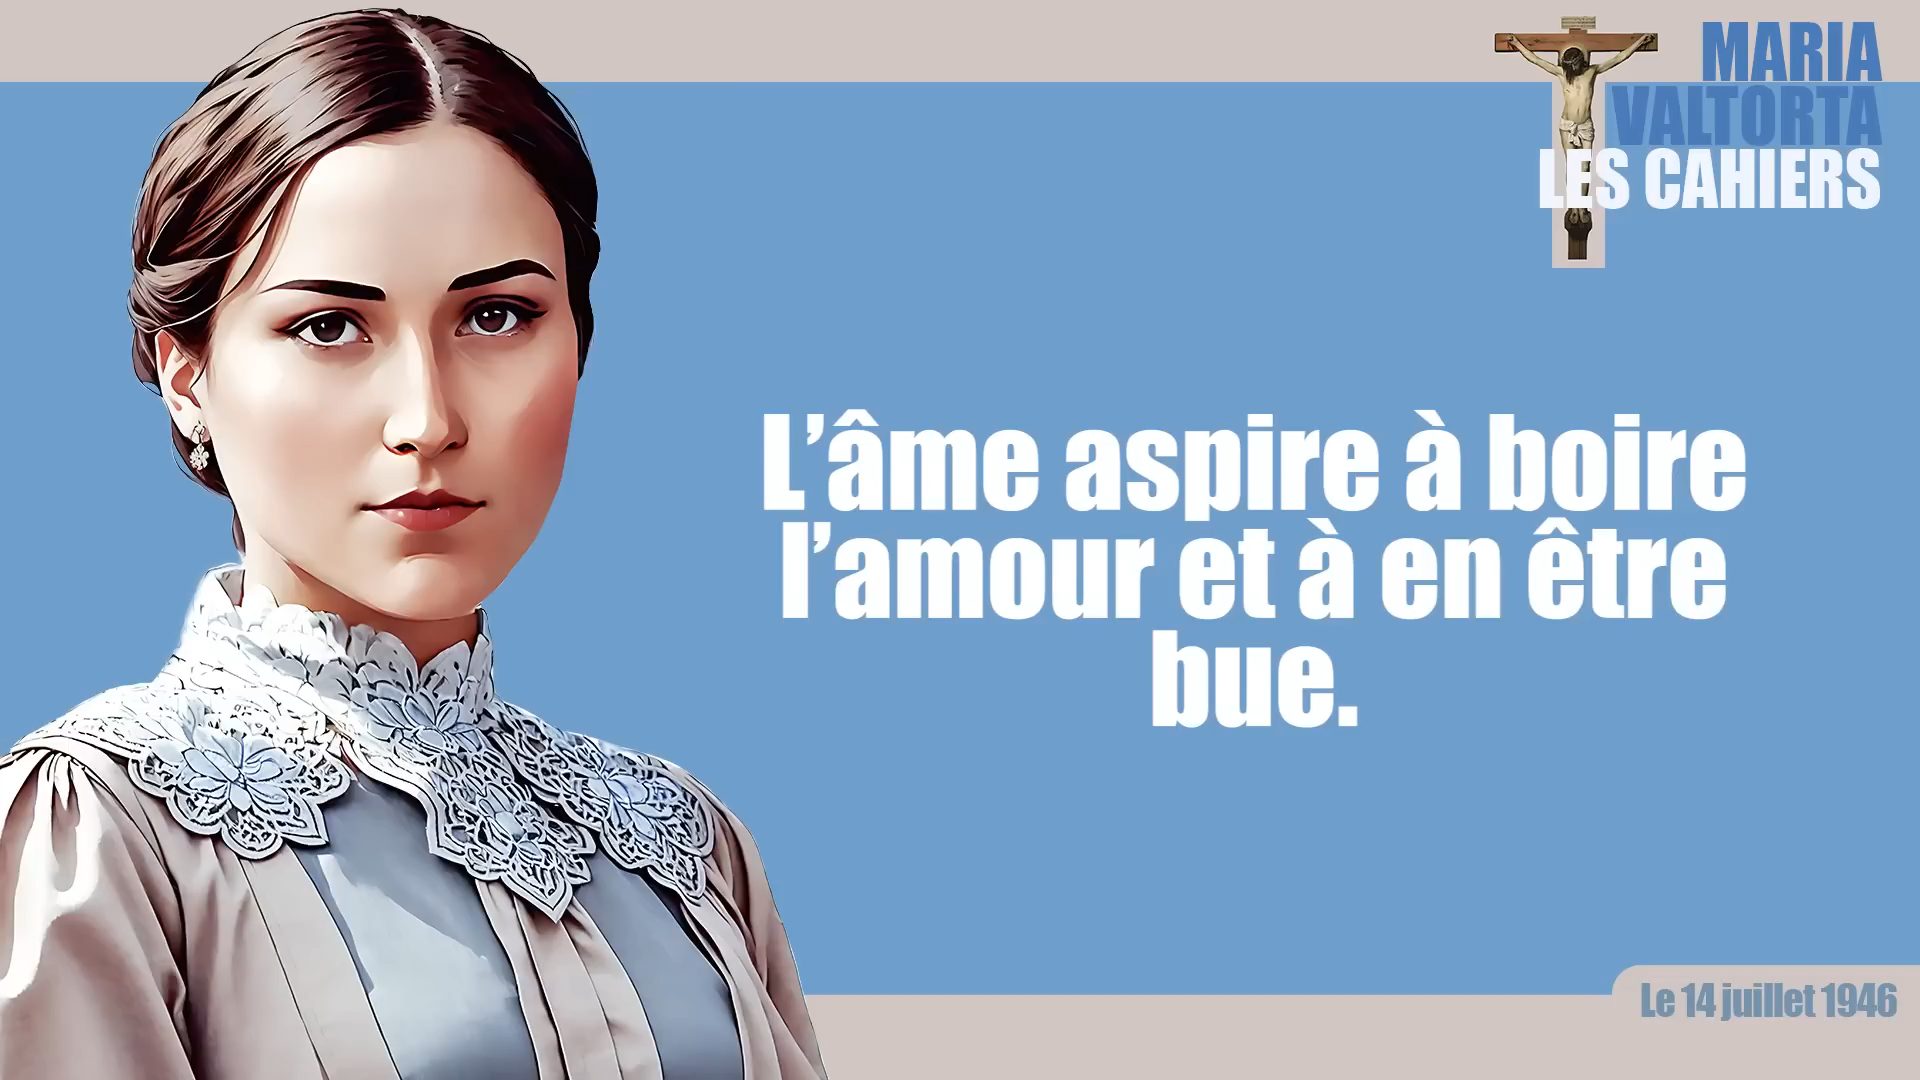 MARIA
VALTORTA
LES CAHIERS
L’âme aspire à boire
l’amour et à en être
bue.
Le 14 juillet 1946